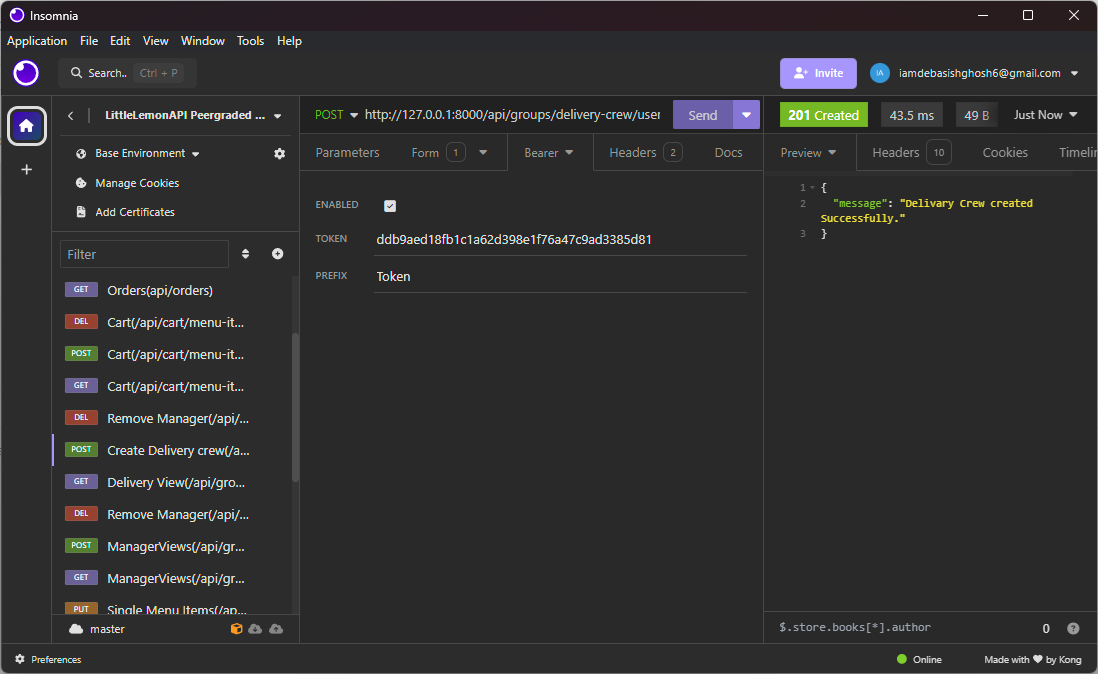 Insomnia
Application File Edit View Window Tools Help
Search.. Ctrl + P
Invite
IA
iamdebasishghosh6@gmail.com
LittleLemonAPI Peergraded ...
POST http://127.0.0.1:8000/api/groups/delivery-crew/user
Send
201 Created
43.5 ms
49 B
Just Now
Base Environment
Manage Cookies
Add Certificates
Parameters Form 1 Bearer Headers 2 Docs
Preview Headers 10 Cookies Timelin
ENABLED
TOKEN ddb9aed18fb1c1a62d398e1f76a47c9ad3385d81
PREFIX Token
1 {
2 "message": "Delivary Crew created
Successfully."
3 }
Filter
GET Orders(api/orders)
DEL Cart(/api/cart/menu-it...
POST Cart(/api/cart/menu-it...
GET Cart(/api/cart/menu-it...
DEL Remove Manager(/api/...
POST Create Delivery crew(/a...
GET Delivery View(/api/gro...
DEL Remove Manager(/api/...
POST ManagerViews(/api/gr...
GET ManagerViews(/api/gr...
PUT Single Menu Items(/ap...
master
$.store.books[*].author
0
?
Preferences
Online
Made with ♥ by Kong